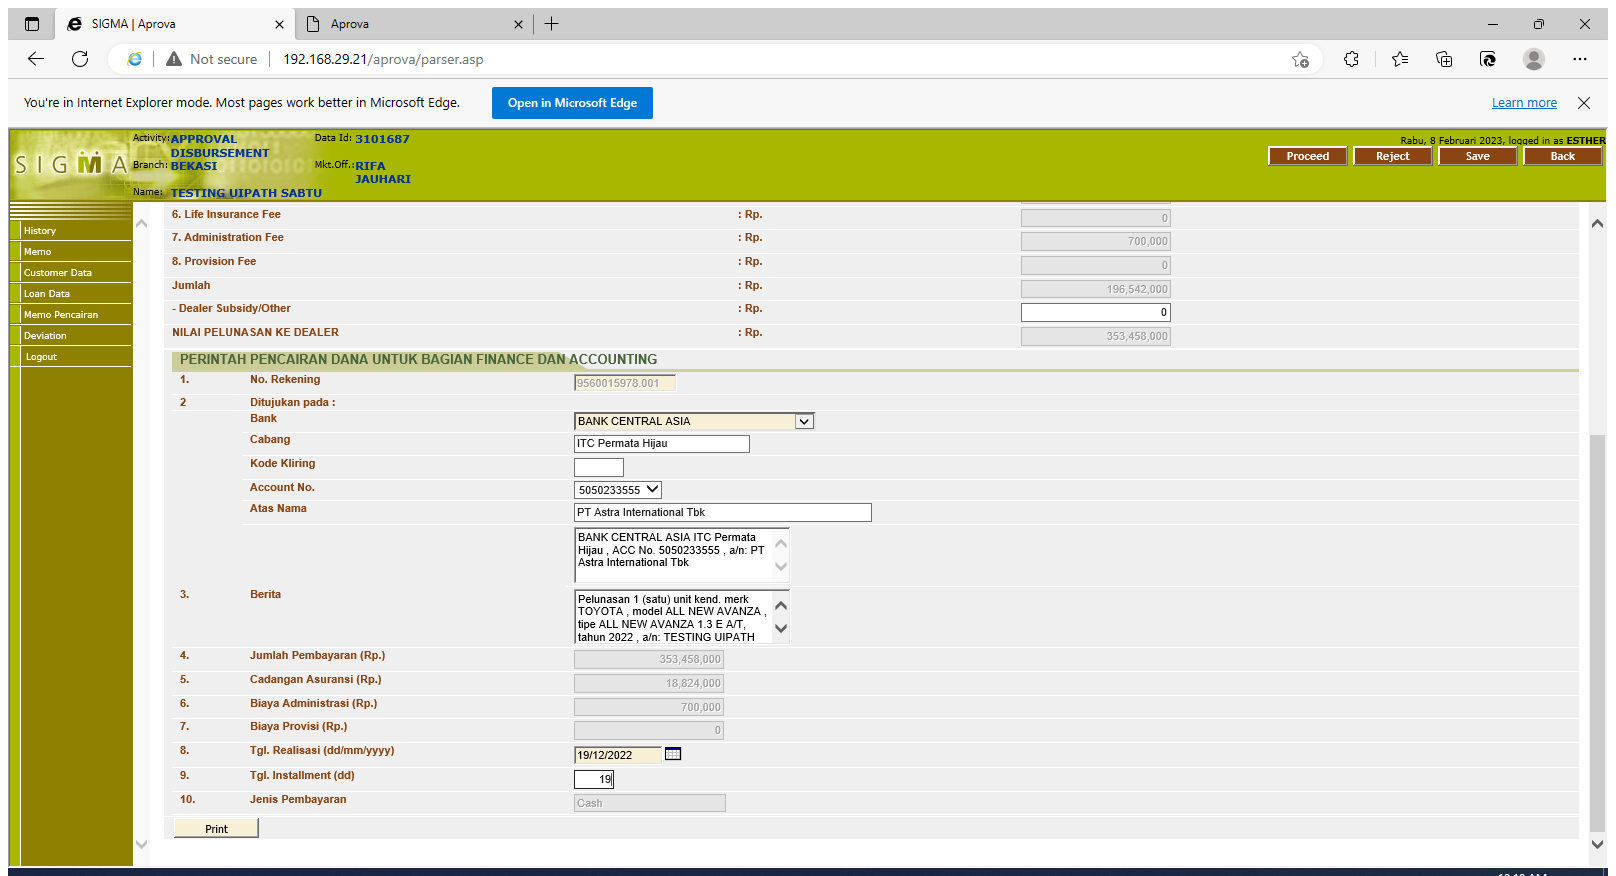 SIGMA | Aprova
Aprova
Not secure
192.168.29.21/aprova/parser.asp
You're in Internet Explorer mode. Most pages work better in Microsoft Edge.
Open in Microsoft Edge
Learn more
SIGMA
Activity: APPROVAL DISBURSEMENT
Data Id: 3101687
Branch: BEKASI
Mkt.Off.: RIFA JAUHARI
Name: TESTING UIPATH SABTU
Rabu, 8 Februari 2023, logged in as ESTHER
Proceed
Reject
Save
Back
History
Memo
Customer Data
Loan Data
Memo Pencairan
Deviation
Logout
6. Life Insurance Fee : Rp. 0
7. Administration Fee : Rp. 700,000
8. Provision Fee : Rp. 0
Jumlah : Rp. 196,542,000
- Dealer Subsidy/Other : Rp. 0
NILAI PELUNASAN KE DEALER : Rp. 353,458,000
PERINTAH PENCAIRAN DANA UNTUK BAGIAN FINANCE DAN ACCOUNTING
1. No. Rekening 9560015978.001
2 Ditujukan pada :
Bank BANK CENTRAL ASIA
Cabang ITC Permata Hijau
Kode Kliring
Account No. 5050233555
Atas Nama PT Astra International Tbk
BANK CENTRAL ASIA ITC Permata
Hijau , ACC No. 5050233555 , a/n: PT
Astra International Tbk
3. Berita
Pelunasan 1 (satu) unit kend. merk
TOYOTA , model ALL NEW AVANZA ,
tipe ALL NEW AVANZA 1.3 E A/T,
tahun 2022 , a/n: TESTING UIPATH
4. Jumlah Pembayaran (Rp.) 353,458,000
5. Cadangan Asuransi (Rp.) 18,824,000
6. Biaya Administrasi (Rp.) 700,000
7. Biaya Provisi (Rp.) 0
8. Tgl. Realisasi (dd/mm/yyyy) 19/12/2022
9. Tgl. Installment (dd) 19
10. Jenis Pembayaran Cash
Print